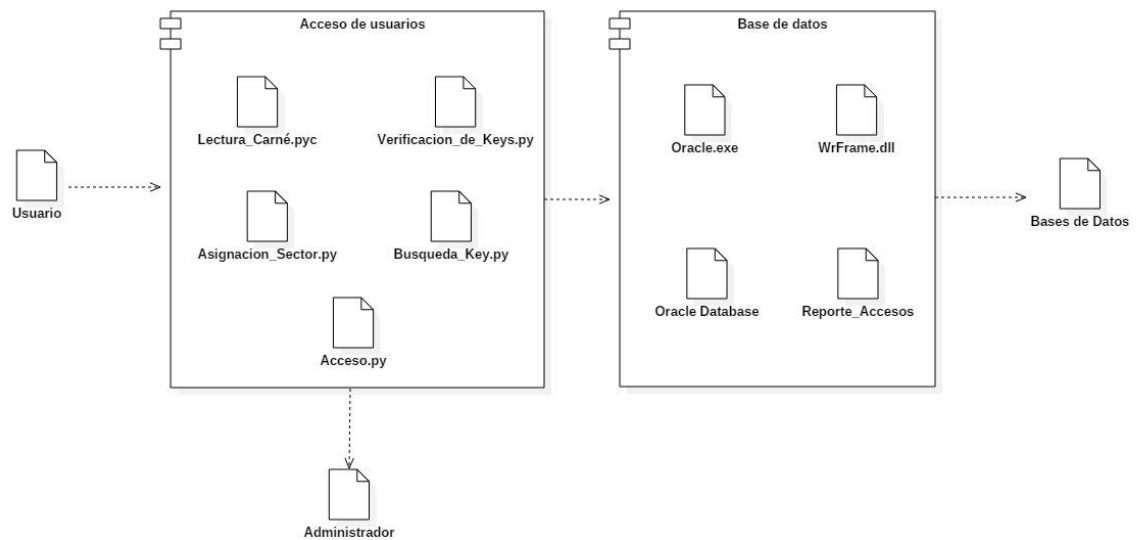 Acceso de usuarios
Base de datos
Lectura_Carné.pyc
Verificacion_de_Keys.py
Oracle.exe
WrFrame.dll
Usuario
Bases de Datos
Asignacion_Sector.py
Busqueda_Key.py
Oracle Database
Reporte_Accesos
Acceso.py
Administrador